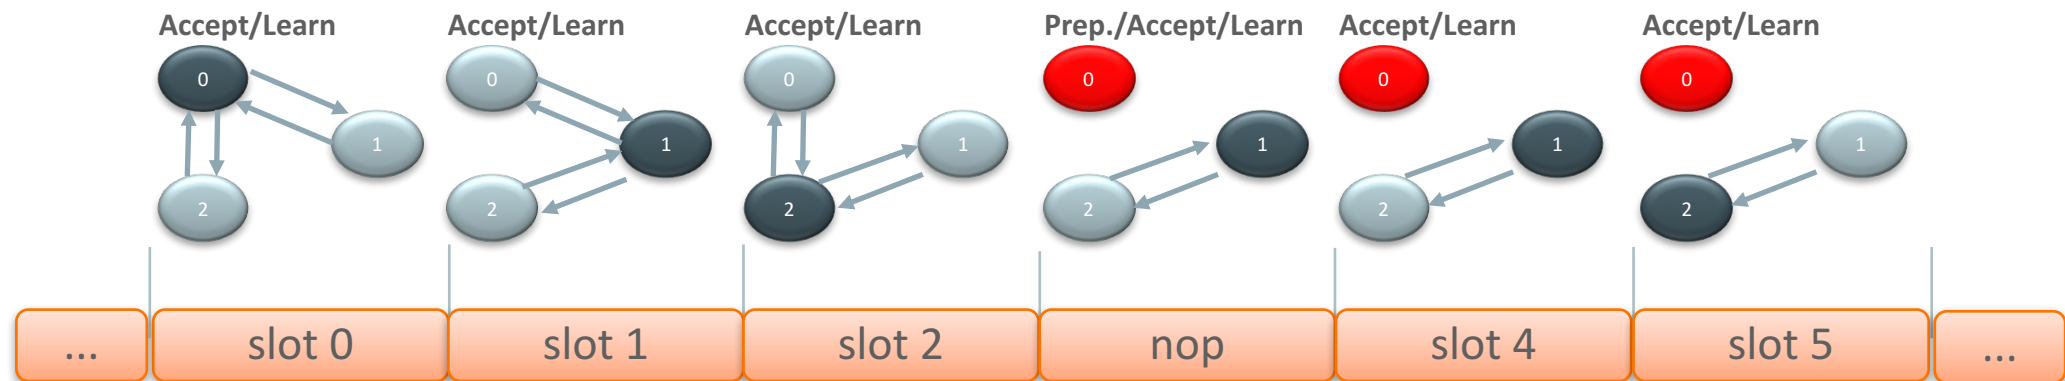 Accept/Learn Accept/Learn Accept/Learn Prep./Accept/Learn Accept/Learn Accept/Learn
0 0 0 0 0 0
1 1 1 1 1 1
2 2 2 2 2 2
... slot 0 slot 1 slot 2 nop slot 4 slot 5 ...